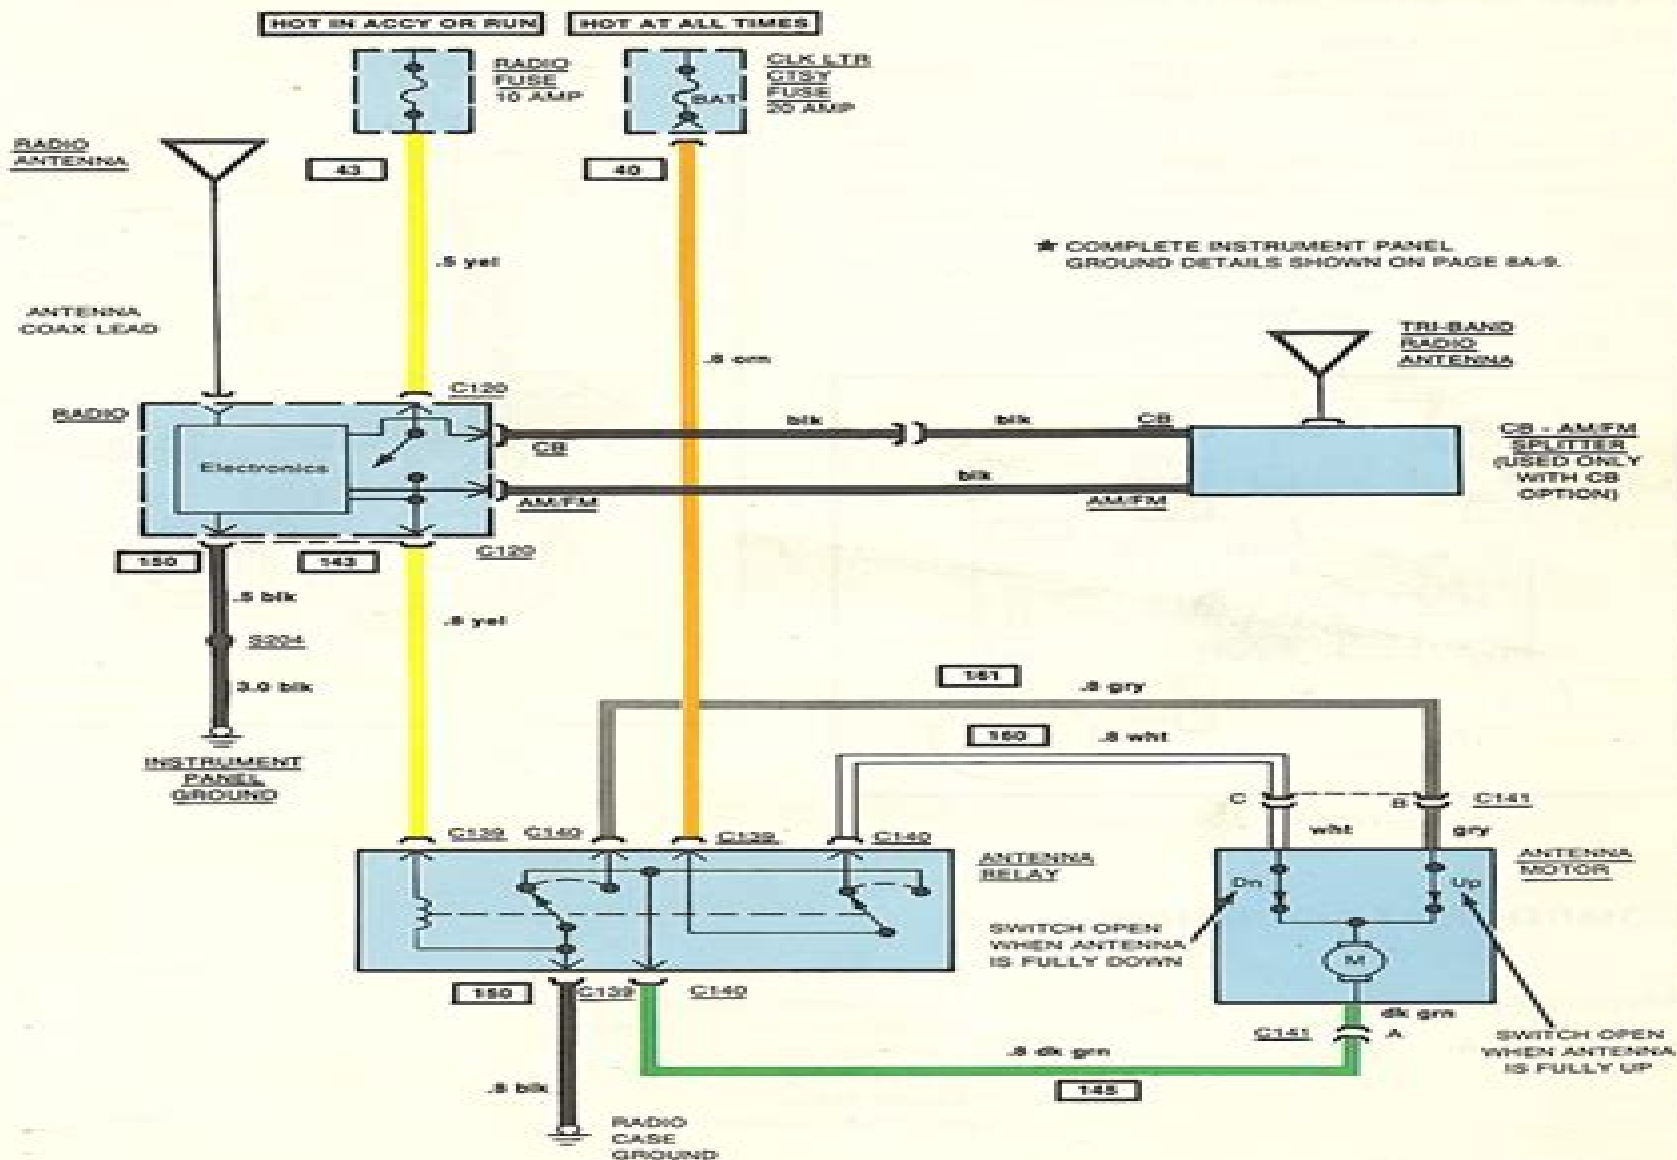 HOT IN ACCY OR RUN
HOT AT ALL TIMES
RADIO
FUSE
10 AMP
CLK LTR
CTSY
FUSE
20 AMP
BAT
RADIO
ANTENNA
43
40
.5 yel
★ COMPLETE INSTRUMENT PANEL
GROUND DETAILS SHOWN ON PAGE 8A-9.
ANTENNA
COAX LEAD
.8 orn
TRI-BAND
RADIO
ANTENNA
C120
RADIO
Electronics
CB
blk
blk
CB
AM/FM
blk
AM/FM
CB - AM/FM
SPLITTER
(USED ONLY
WITH CB
OPTION)
150
143
C120
.5 blk
.8 yel
S204
3.0 blk
INSTRUMENT
PANEL
GROUND
161
.8 gry
160
.8 wht
C
B
C141
wht
gry
C139
C140
C139
C140
ANTENNA
RELAY
ANTENNA
MOTOR
Dn
Up
SWITCH OPEN
WHEN ANTENNA
IS FULLY DOWN
M
150
C139
C140
dk grn
C141
A
SWITCH OPEN
WHEN ANTENNA
IS FULLY UP
.8 dk grn
145
.8 blk
RADIO
CASE
GROUND